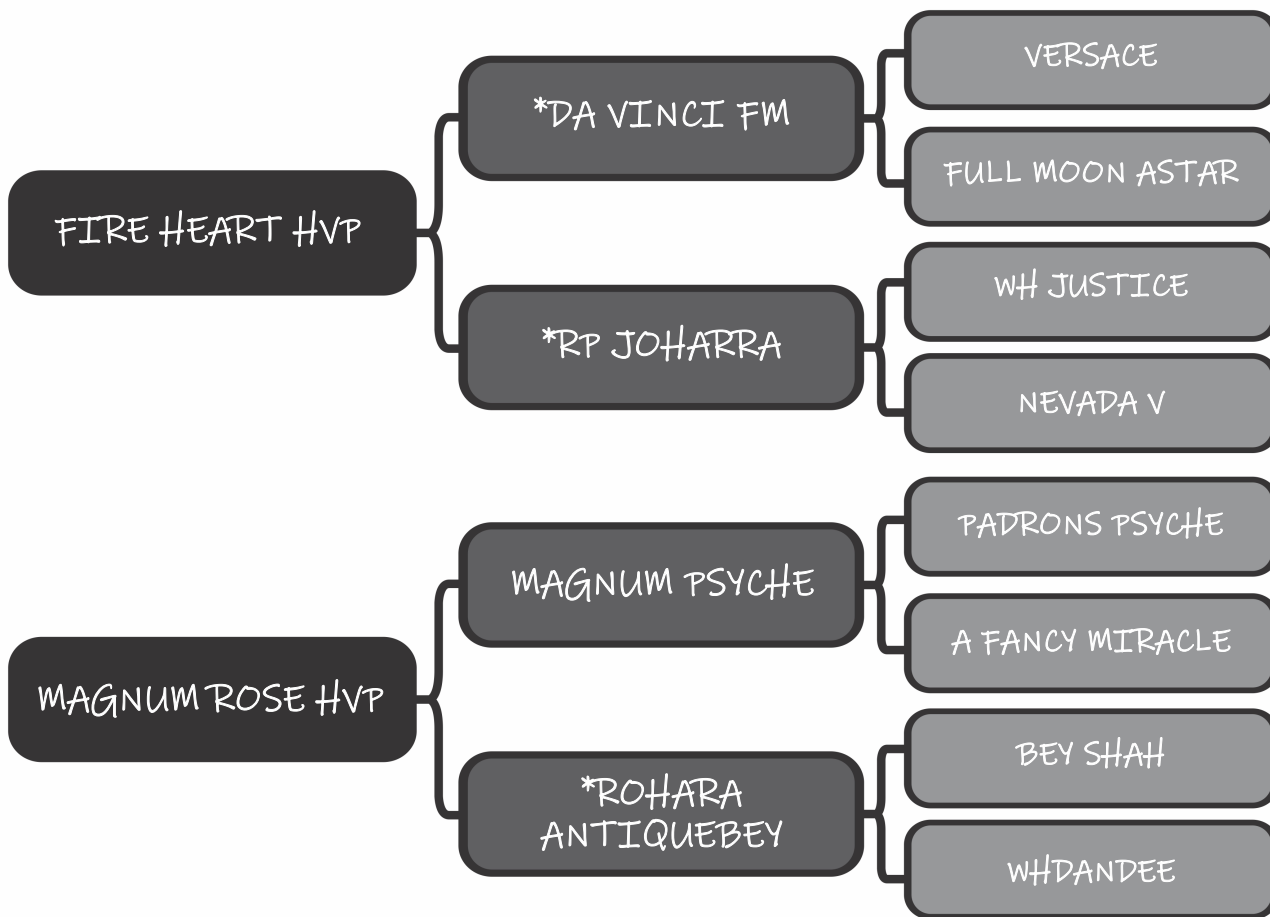 FIRE HEART HVP
*DA VINCI FM
VERSACE
FULL MOON ASTAR
*RP JOHARRA
WH JUSTICE
NEVADA V
MAGNUM ROSE HVP
MAGNUM PSYCHE
PADRONS PSYCHE
A FANCY MIRACLE
*ROHARA
ANTIQUEBEY
BEY SHAH
WHDANDEE